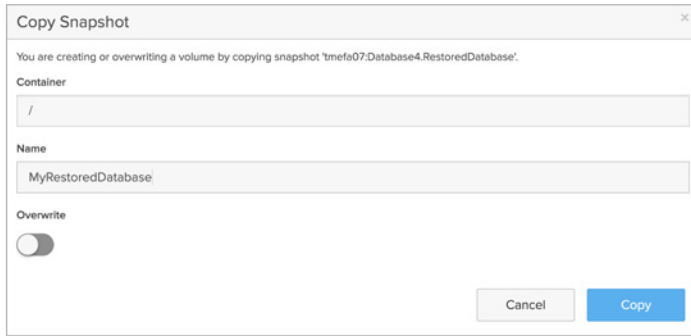 Copy Snapshot
×
You are creating or overwriting a volume by copying snapshot 'tmefa07:Database4.RestoredDatabase'.
Container
/
Name
MyRestoredDatabase
Overwrite
Cancel Copy